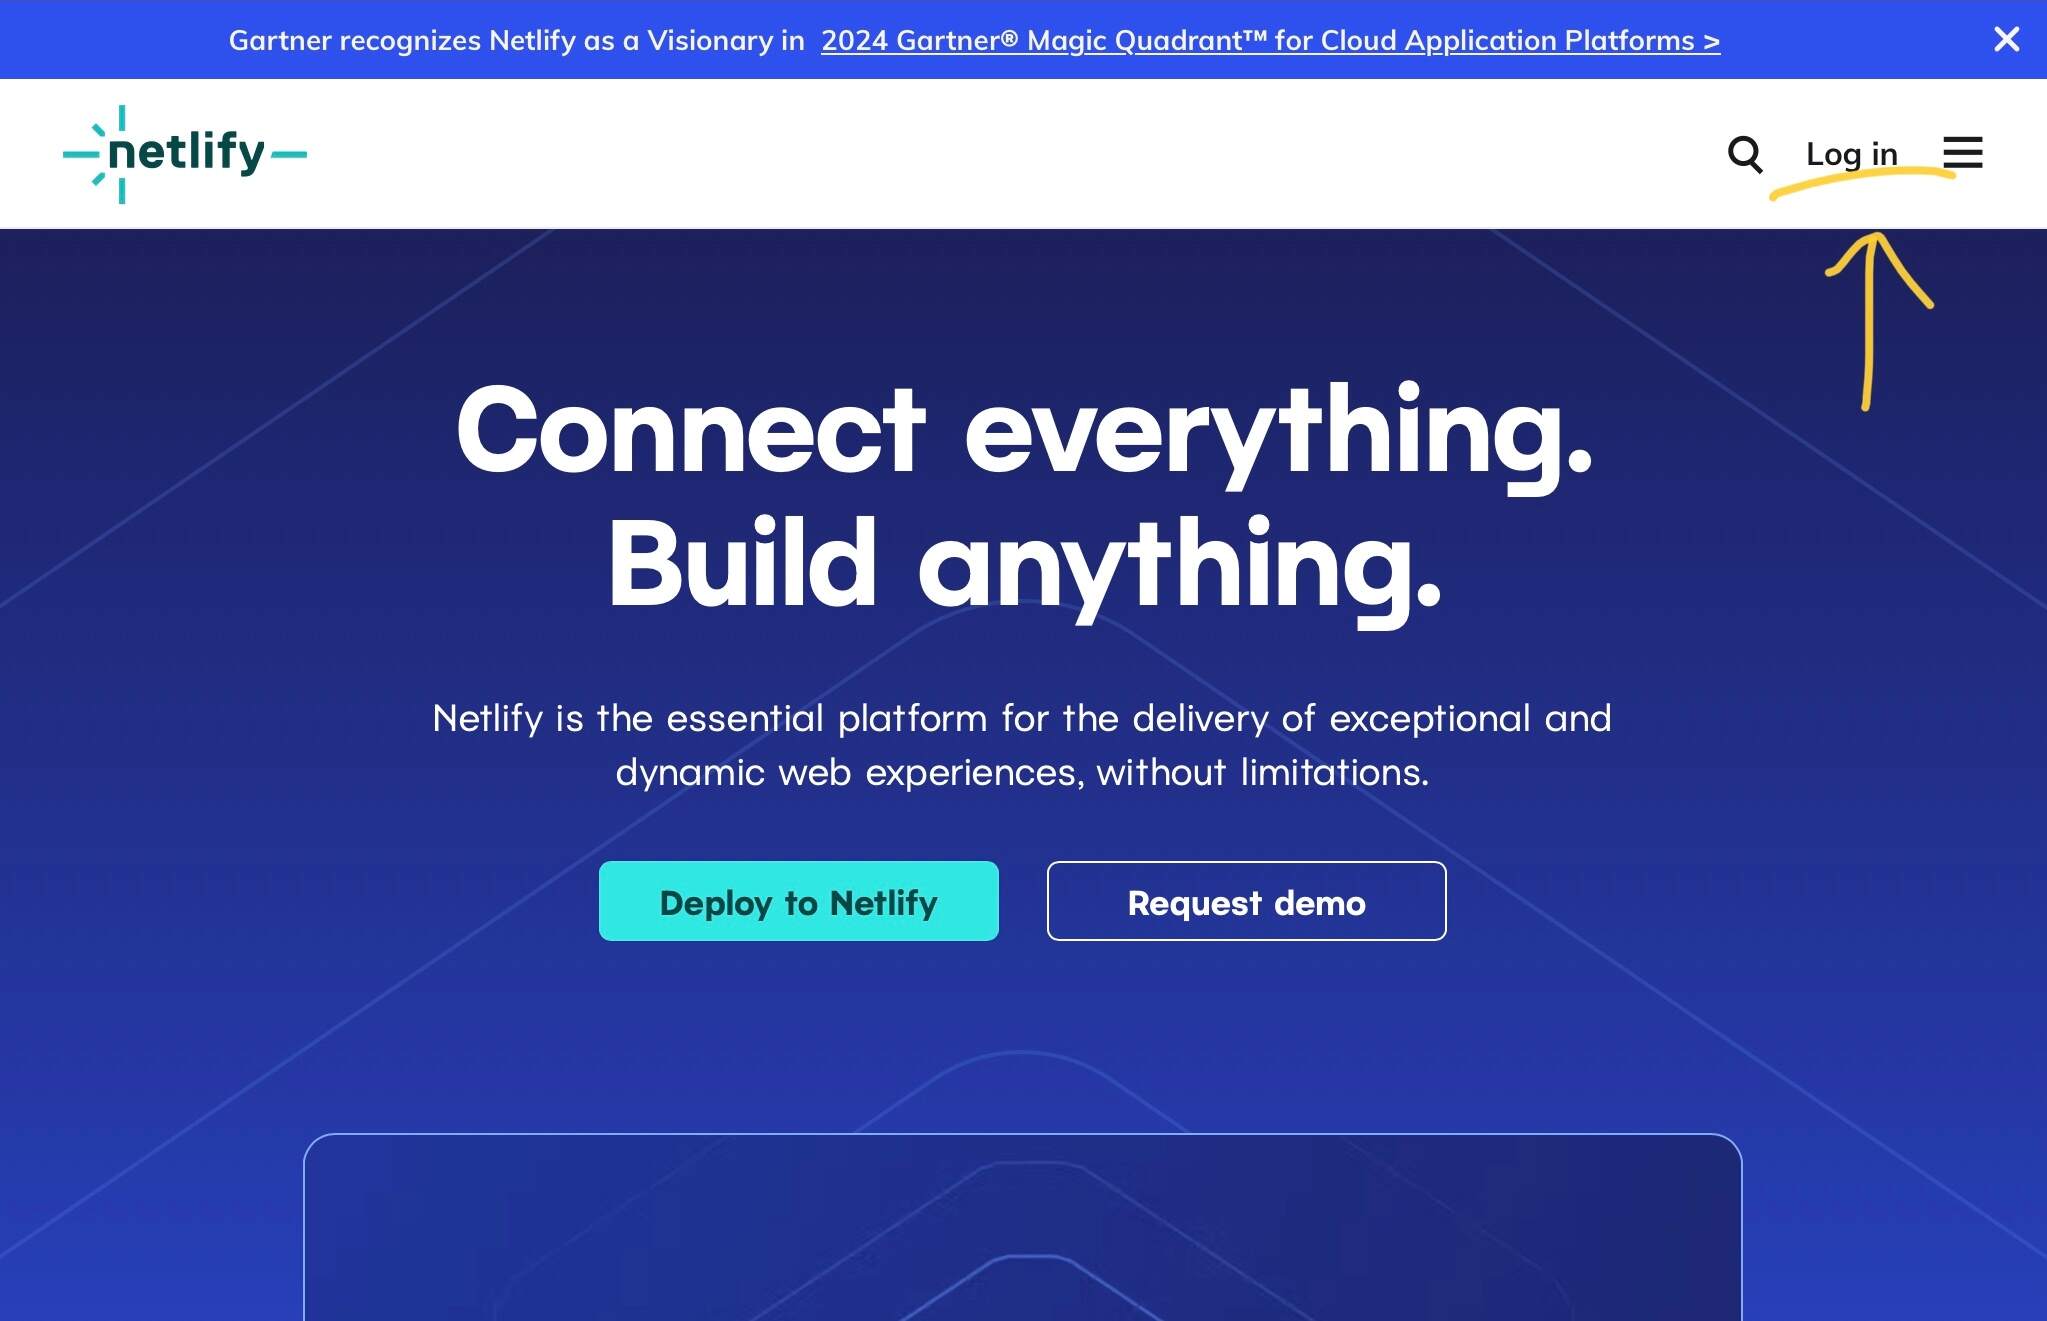 Gartner recognizes Netlify as a Visionary in 2024 Gartner® Magic Quadrant™ for Cloud Application Platforms >
netlify
Log in
Connect everything.
Build anything.
Netlify is the essential platform for the delivery of exceptional and
dynamic web experiences, without limitations.
Deploy to Netlify
Request demo